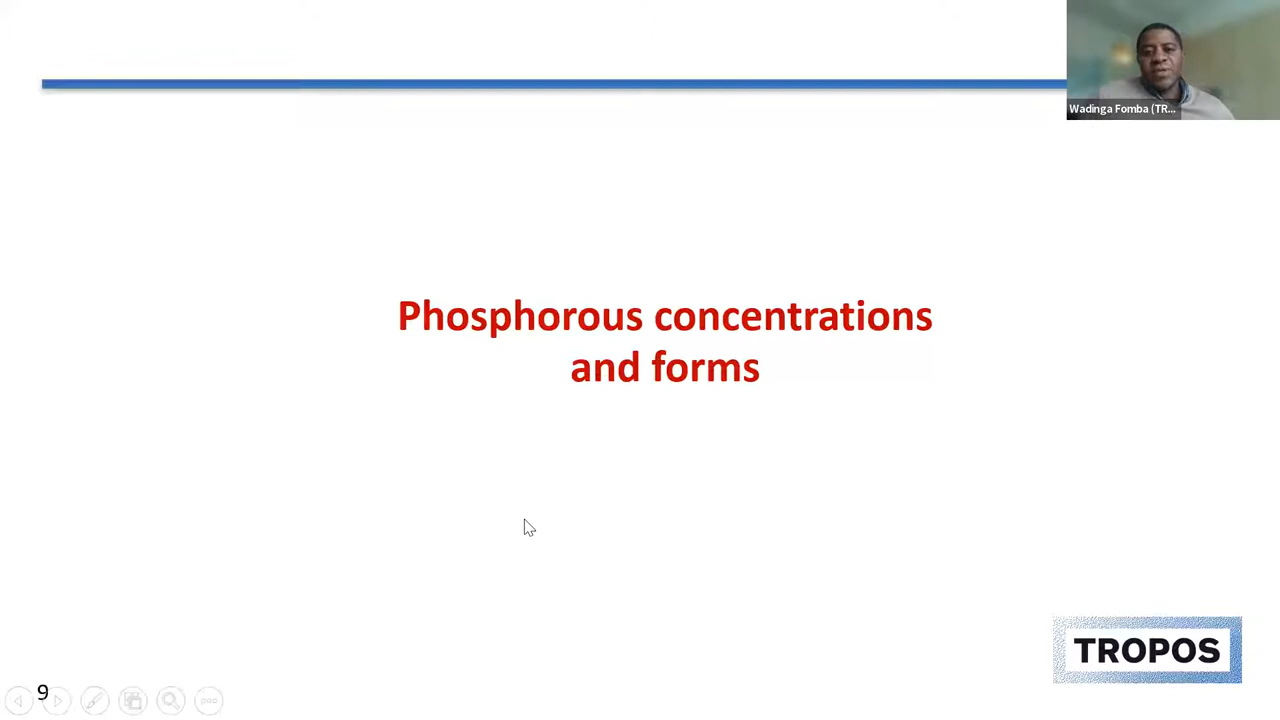 Wadinga Fomba (TR...
Phosphorous concentrations
and forms
TROPOS
9